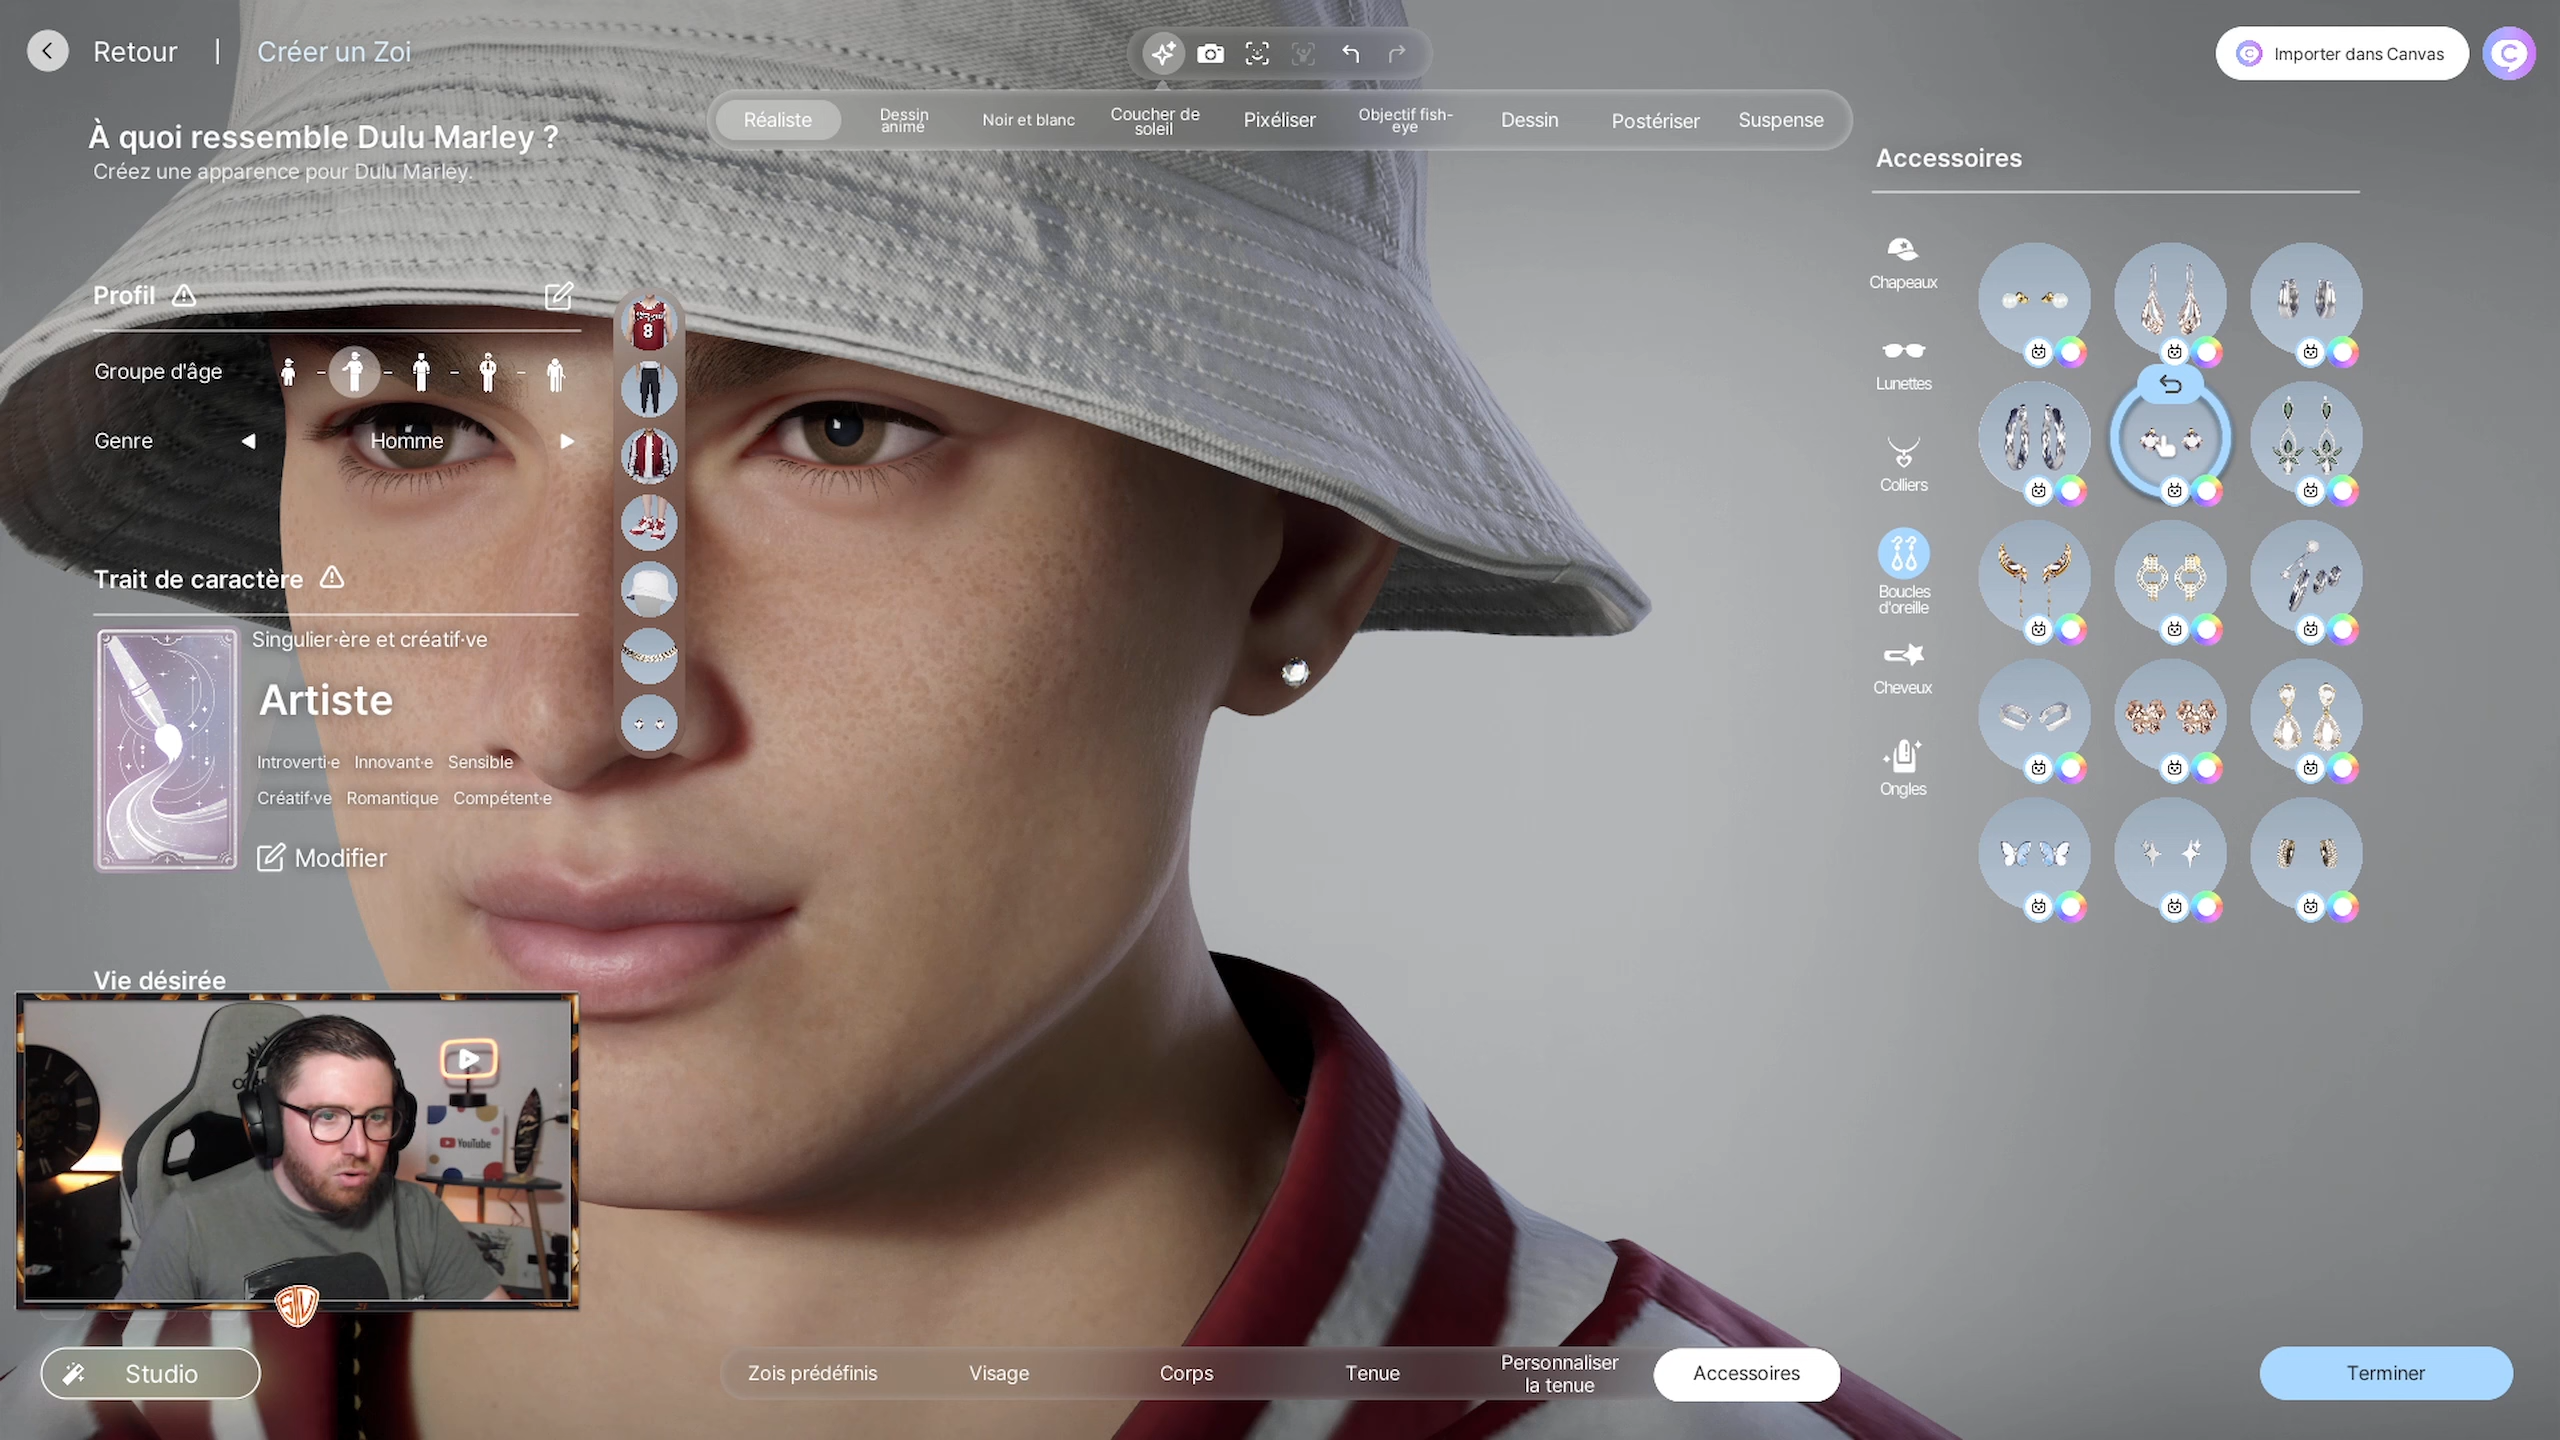 Retour | Créer un Zoi
Importer dans Canvas
Réaliste
Dessin
animé
Noir et blanc
Coucher de
soleil
Pixéliser
Objectif fish-
eye
Dessin
Postériser
Suspense
À quoi ressemble Dulu Marley ?
Créez une apparence pour Dulu Marley.
Accessoires
Profil
Groupe d'âge
Genre
Homme
8
Trait de caractère
Singulier·ère et créatif·ve
Artiste
Introverti·e Innovant·e Sensible
Créatif·ve Romantique Compétent·e
Modifier
Vie désirée
Chapeaux
Lunettes
Colliers
Boucles
d'oreille
Cheveux
Ongles
YouTube
Studio
Zois prédéfinis
Visage
Corps
Tenue
Personnaliser
la tenue
Accessoires
Terminer